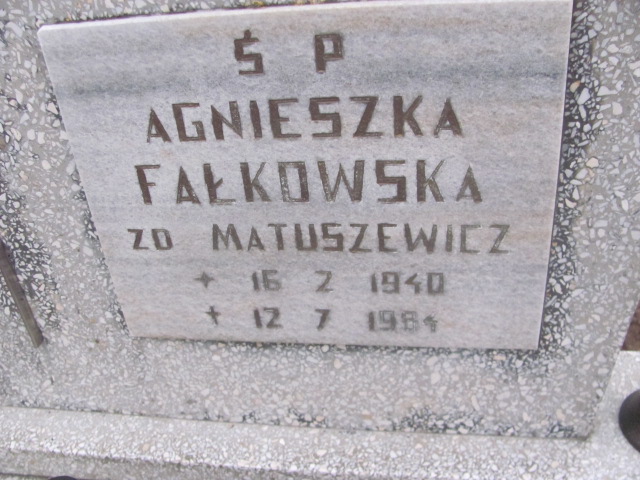 Ś P
AGNIESZKA
FAŁKOWSKA
ZD MATUSZEWICZ
+ 16 2 1940
+ 12 7 1984